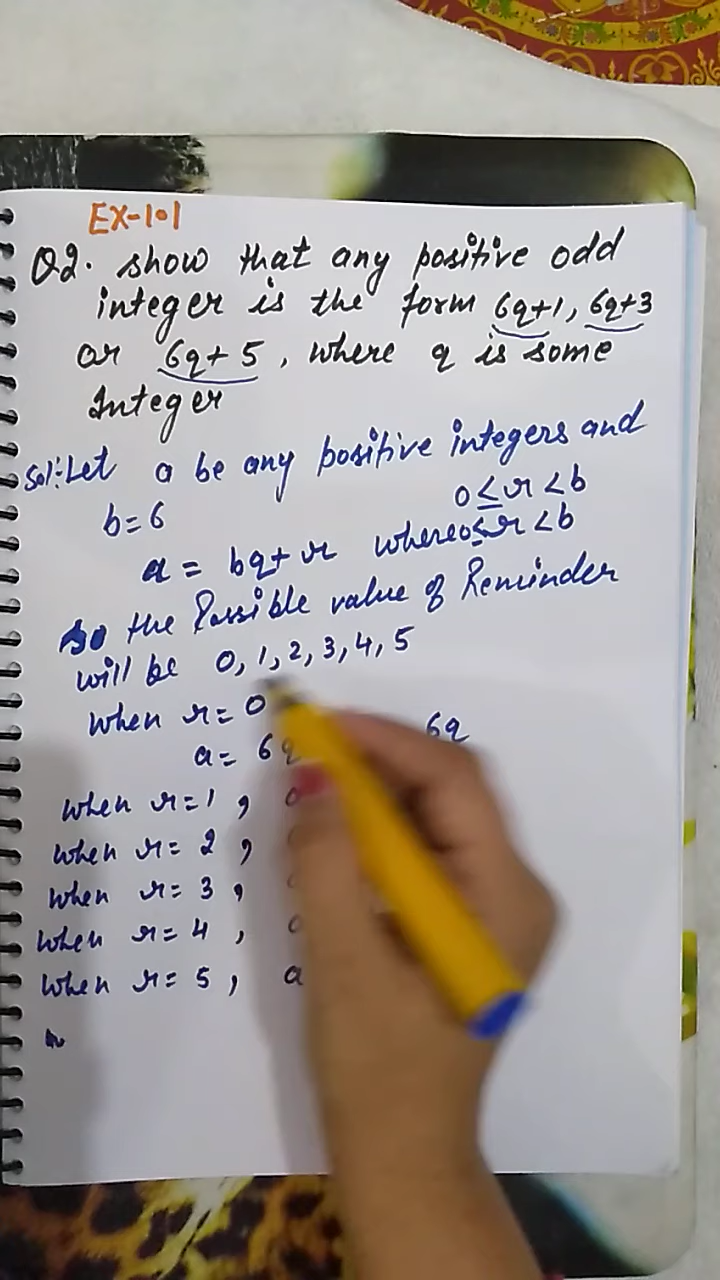 EX-1.1
Q2. show that any positive odd
integer is the form 6q+1, 6q+3
or 6q+5, where q is some
Integer
Sol:- Let a be any positive integers and
b=6
0≤r<b
a = bq+r where 0≤r<b
so the Possible value of Reminder
will be 0,1,2,3,4,5
when r=0
a= 6q 6q
when r=1,
when r=2,
when r=3,
when r=4,
when r=5, a